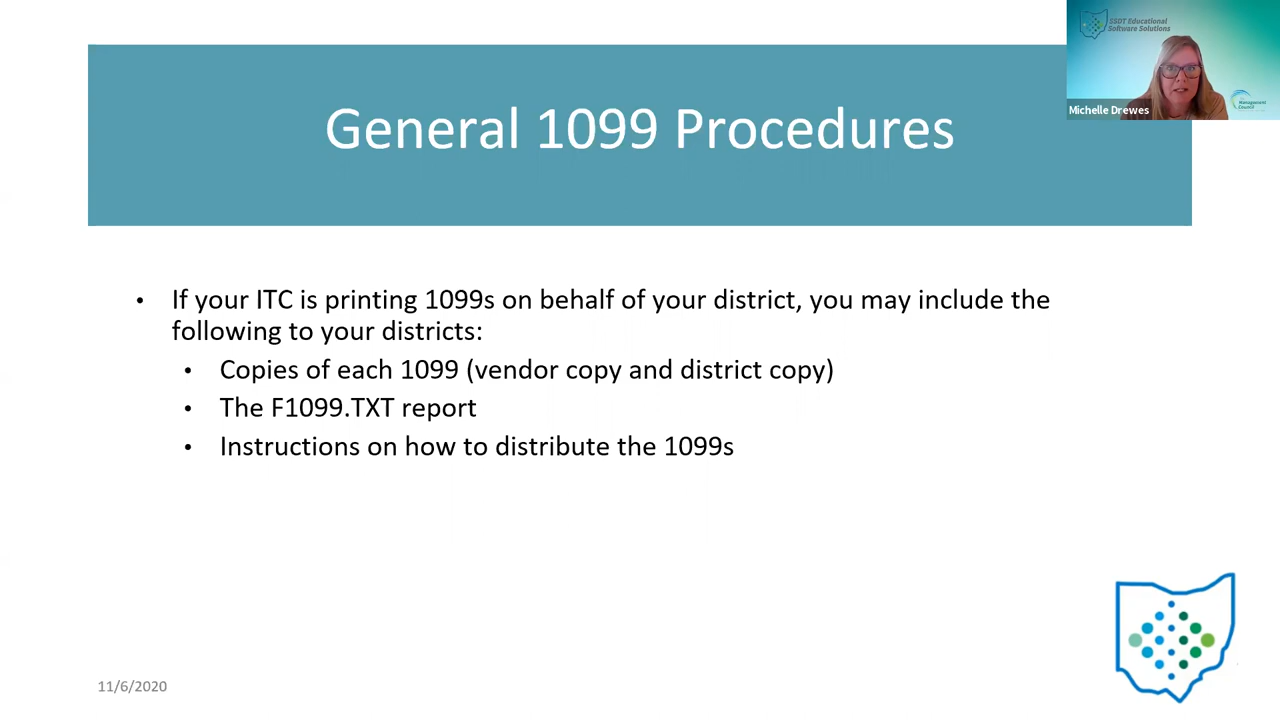 SSDT Educational
Software Solutions
Management
Council
Michelle Drewes
General 1099 Procedures
• If your ITC is printing 1099s on behalf of your district, you may include the
following to your districts:
• Copies of each 1099 (vendor copy and district copy)
• The F1099.TXT report
• Instructions on how to distribute the 1099s
11/6/2020